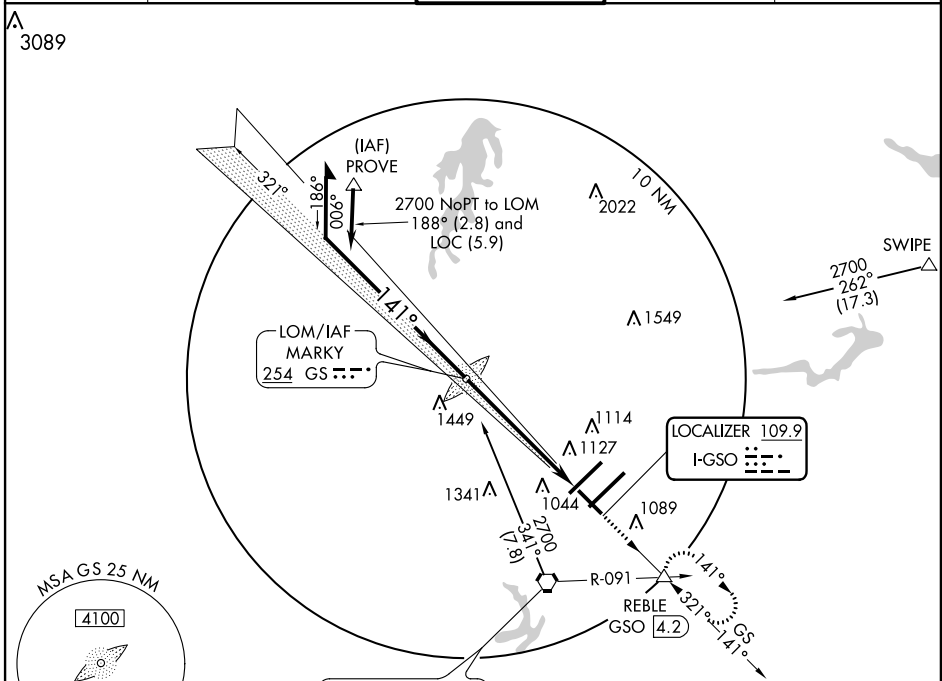 3089
(IAF)
PROVE
321°
186°
006°
2700 NoPT to LOM
188° (2.8) and
LOC (5.9)
10 NM
2022
SWIPE
2700
262°
(17.3)
141°
1549
LOM/IAF
MARKY
254 GS
1449
1114
1127
LOCALIZER 109.9
I-GSO
1341
1044
1089
2700
341°
(7.8)
R-091
REBLE
GSO 4.2
141°
321°
141°
GS
MSA GS 25 NM
4100